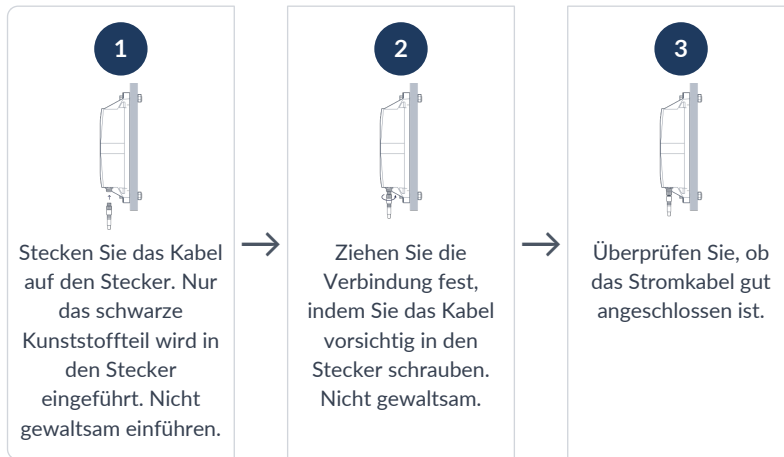 1
Stecken Sie das Kabel
auf den Stecker. Nur
das schwarze
Kunststoffteil wird in
den Stecker
eingeführt. Nicht
gewaltsam einführen.
2
Ziehen Sie die
Verbindung fest,
indem Sie das Kabel
vorsichtig in den
Stecker schrauben.
Nicht gewaltsam.
3
Überprüfen Sie, ob
das Stromkabel gut
angeschlossen ist.